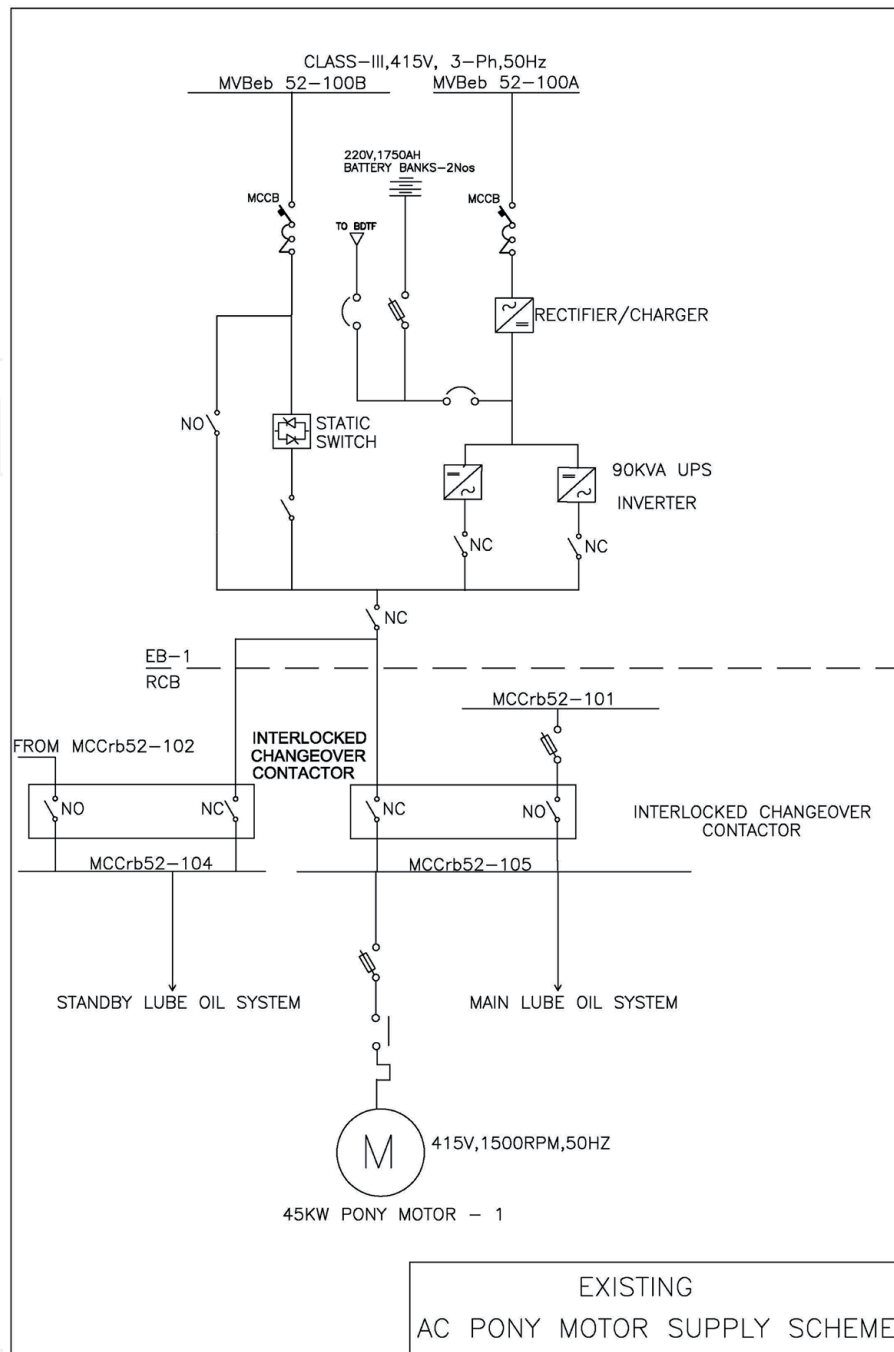 CLASS-III,415V, 3-Ph,50Hz
MVBeb 52-100B
MVBeb 52-100A
220V,1750AH
BATTERY BANKS-2Nos
MCCB
TO BDTF
MCCB
RECTIFIER/CHARGER
NO
STATIC
SWITCH
90KVA UPS
INVERTER
NC
NC
NC
EB-1
RCB
MCCrb52-101
FROM MCCrb52-102
INTERLOCKED
CHANGEOVER
CONTACTOR
NO
NC
NC
NO
INTERLOCKED CHANGEOVER
CONTACTOR
MCCrb52-104
MCCrb52-105
STANDBY LUBE OIL SYSTEM
MAIN LUBE OIL SYSTEM
M
415V,1500RPM,50HZ
45KW PONY MOTOR - 1
EXISTING
AC PONY MOTOR SUPPLY SCHEME